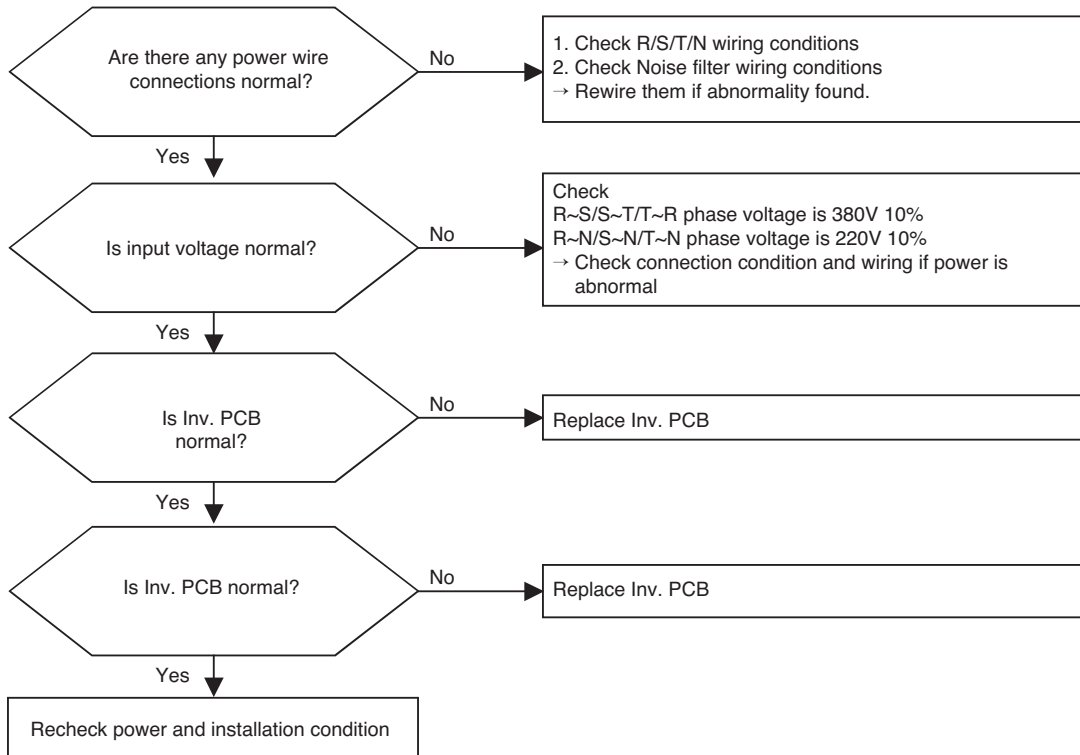 Are there any power wire
connections normal?
No
1. Check R/S/T/N wiring conditions
2. Check Noise filter wiring conditions
→ Rewire them if abnormality found.
Yes
Is input voltage normal?
No
Check
R~S/S~T/T~R phase voltage is 380V 10%
R~N/S~N/T~N phase voltage is 220V 10%
→ Check connection condition and wiring if power is
abnormal
Yes
Is Inv. PCB
normal?
No
Replace Inv. PCB
Yes
Is Inv. PCB normal?
No
Replace Inv. PCB
Yes
Recheck power and installation condition